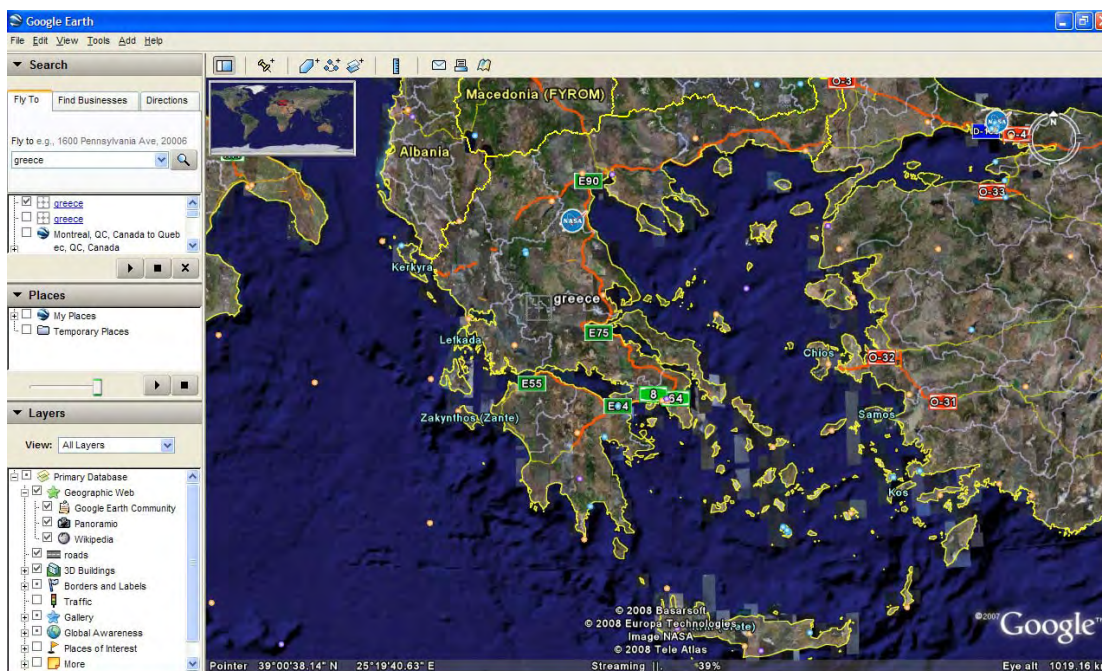 Google Earth
File Edit View Tools Add Help
Search
Fly To Find Businesses Directions
Fly to e.g., 1600 Pennsylvania Ave, 20006
greece
greece
greece
Montreal, QC, Canada to Queb
ec, QC, Canada
Places
My Places
Temporary Places
Layers
View: All Layers
Primary Database
Geographic Web
Google Earth Community
Panoramio
Wikipedia
roads
3D Buildings
Borders and Labels
Traffic
Gallery
Global Awareness
Places of Interest
More
Macedonia (FYROM)
O-3
N
NASA
O-4
Albania
E90
O-33
NASA
Kerkyra
greece
E75
Lefkada
Chios
O-32
E55
8
54
O-31
Zakynthos (Zante)
Samos
Kos
© 2008 Basarsoft
© 2008 Europa Technologies
Image NASA
© 2008 Tele Atlas
©2007 Google™
Pointer 39°00'38.14" N 25°19'40.63" E Streaming ||. 39% Eye alt 1019.16 km